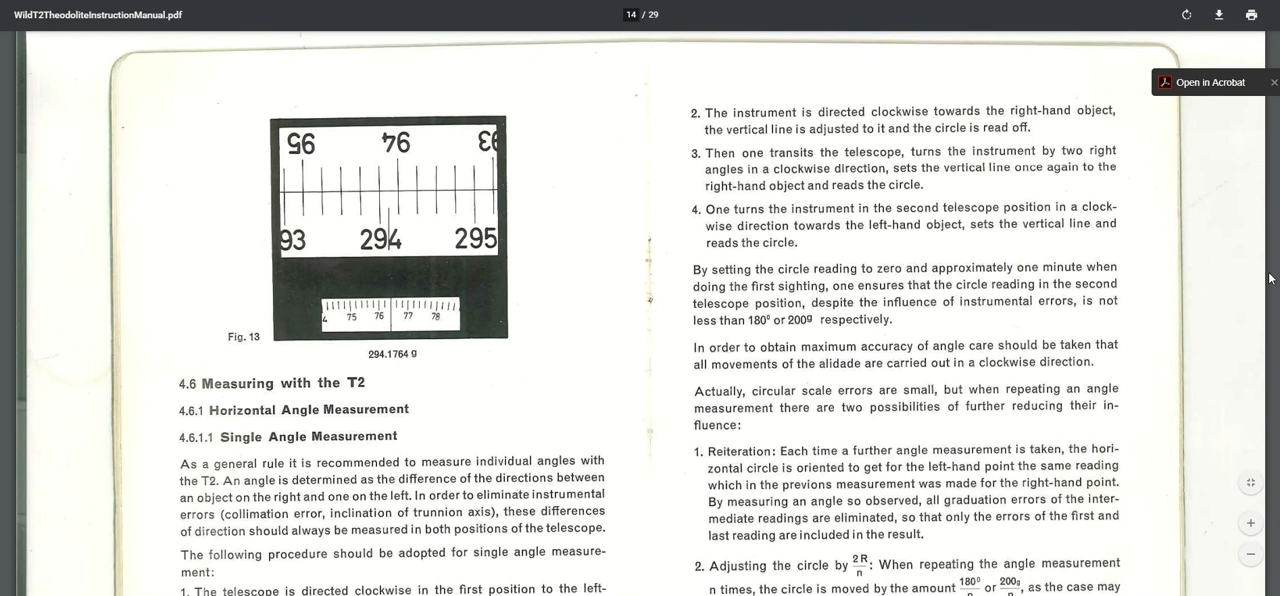 WildT2TheodoliteInstructionManual.pdf
14 / 29
Open in Acrobat
95 94 93
93 294 295
4 75 76 77 78
Fig. 13
294.1764 g
4.6 Measuring with the T2
4.6.1 Horizontal Angle Measurement
4.6.1.1 Single Angle Measurement
As a general rule it is recommended to measure individual angles with
the T2. An angle is determined as the difference of the directions between
an object on the right and one on the left. In order to eliminate instrumental
errors (collimation error, inclination of trunnion axis), these differences
of direction should always be measured in both positions of the telescope.
The following procedure should be adopted for single angle measure-
ment:
1. The telescope is directed clockwise in the first position to the left-
2. The instrument is directed clockwise towards the right-hand object,
the vertical line is adjusted to it and the circle is read off.
3. Then one transits the telescope, turns the instrument by two right
angles in a clockwise direction, sets the vertical line once again to the
right-hand object and reads the circle.
4. One turns the instrument in the second telescope position in a clock-
wise direction towards the left-hand object, sets the vertical line and
reads the circle.
By setting the circle reading to zero and approximately one minute when
doing the first sighting, one ensures that the circle reading in the second
telescope position, despite the influence of instrumental errors, is not
less than 180° or 200g respectively.
In order to obtain maximum accuracy of angle care should be taken that
all movements of the alidade are carried out in a clockwise direction.
Actually, circular scale errors are small, but when repeating an angle
measurement there are two possibilities of further reducing their in-
fluence:
1. Reiteration: Each time a further angle measurement is taken, the hori-
zontal circle is oriented to get for the left-hand point the same reading
which in the previons measurement was made for the right-hand point.
By measuring an angle so observed, all graduation errors of the inter-
mediate readings are eliminated, so that only the errors of the first and
last reading are included in the result.
2. Adjusting the circle by 2R/n: When repeating the angle measurement
n times, the circle is moved by the amount 180°/n or 200g/n, as the case may